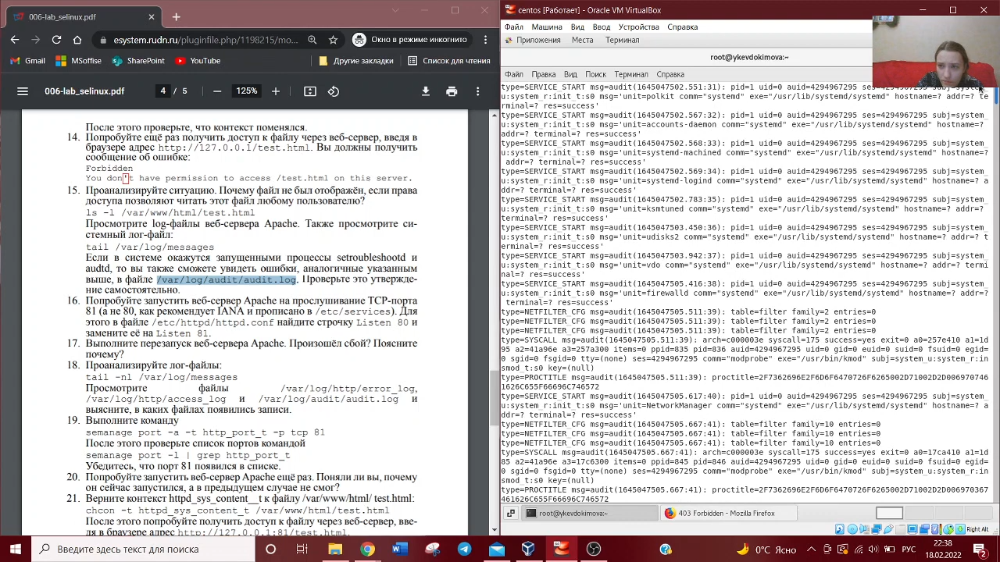 006-lab_selinux.pdf
esystem.rudn.ru/pluginfile.php/1198215/mo...
Окно в режиме инкогнито
Gmail
MSoffise
SharePoint
YouTube
Другие закладки
Список для чтения
006-lab_selinux.pdf
4 / 5
125%
После этого проверьте, что контекст поменялся.
14. Попробуйте ещё раз получить доступ к файлу через веб-сервер, введя в
браузере адрес http://127.0.0.1/test.html. Вы должны получить
сообщение об ошибке:
Forbidden
You don't have permission to access /test.html on this server.
15. Проанализируйте ситуацию. Почему файл не был отображён, если права
доступа позволяют читать этот файл любому пользователю?
ls -l /var/www/html/test.html
Просмотрите log-файлы веб-сервера Apache. Также просмотрите си-
стемный лог-файл:
tail /var/log/messages
Если в системе окажутся запущенными процессы setroubleshootd и
audtd, то вы также сможете увидеть ошибки, аналогичные указанным
выше, в файле /var/log/audit/audit.log. Проверьте это утвержде-
ние самостоятельно.
16. Попробуйте запустить веб-сервер Apache на прослушивание ТСР-порта
81 (а не 80, как рекомендует IANA и прописано в /etc/services). Для
этого в файле /etc/httpd/httpd.conf найдите строчку Listen 80 и
замените её на Listen 81.
17. Выполните перезапуск веб-сервера Apache. Произошёл сбой? Поясните
почему?
18. Проанализируйте лог-файлы:
tail -nl /var/log/messages
Просмотрите файлы /var/log/http/error_log,
/var/log/http/access_log и /var/log/audit/audit.log и
выясните, в каких файлах появились записи.
19. Выполните команду
semanage port -a -t http_port_t -р tcp 81
После этого проверьте список портов командой
semanage port -l | grep http_port_t
Убедитесь, что порт 81 появился в списке.
20. Попробуйте запустить веб-сервер Apache ещё раз. Поняли ли вы, почему
он сейчас запустился, а в предыдущем случае не смог?
21. Верните контекст httpd_sys_cоntent__t к файлу /var/www/html/ test.html:
chcon -t httpd_sys_content_t /var/www/html/test.html
После этого попробуйте получить доступ к файлу через веб-сервер, вве-
дя в браузере адрес http://127.0.0.1:81/test.html.
centos [Работает] - Oracle VM VirtualBox
Файл Машина Вид Ввод Устройства Справка
Приложения Места Терминал
root@ykevdokimova:~
Файл Правка Вид Поиск Терминал Справка
type=SERVICE_START msg=audit(1645047502.551:31): pid=1 uid=0 auid=4294967295 ses=4294967295 subj=system_
u:system_r:init_t:s0 msg='unit=polkit comm="systemd" exe="/usr/lib/systemd/systemd" hostname=? addr=? te
rminal=? res=success'
type=SERVICE_START msg=audit(1645047502.567:32): pid=1 uid=0 auid=4294967295 ses=4294967295 subj=system_
u:system_r:init_t:s0 msg='unit=accounts-daemon comm="systemd" exe="/usr/lib/systemd/systemd" hostname=?
addr=? terminal=? res=success'
type=SERVICE_START msg=audit(1645047502.568:33): pid=1 uid=0 auid=4294967295 ses=4294967295 subj=system_
u:system_r:init_t:s0 msg='unit=systemd-machined comm="systemd" exe="/usr/lib/systemd/systemd" hostname=?
 addr=? terminal=? res=success'
type=SERVICE_START msg=audit(1645047502.569:34): pid=1 uid=0 auid=4294967295 ses=4294967295 subj=system_
u:system_r:init_t:s0 msg='unit=systemd-logind comm="systemd" exe="/usr/lib/systemd/systemd" hostname=? a
ddr=? terminal=? res=success'
type=SERVICE_START msg=audit(1645047502.783:35): pid=1 uid=0 auid=4294967295 ses=4294967295 subj=system_
u:system_r:init_t:s0 msg='unit=ksmtuned comm="systemd" exe="/usr/lib/systemd/systemd" hostname=? addr=?
terminal=? res=success'
type=SERVICE_START msg=audit(1645047503.450:36): pid=1 uid=0 auid=4294967295 ses=4294967295 subj=system_
u:system_r:init_t:s0 msg='unit=udisks2 comm="systemd" exe="/usr/lib/systemd/systemd" hostname=? addr=? t
erminal=? res=success'
type=SERVICE_START msg=audit(1645047503.942:37): pid=1 uid=0 auid=4294967295 ses=4294967295 subj=system_
u:system_r:init_t:s0 msg='unit=vdo comm="systemd" exe="/usr/lib/systemd/systemd" hostname=? addr=? termi
nal=? res=success'
type=SERVICE_START msg=audit(1645047505.416:38): pid=1 uid=0 auid=4294967295 ses=4294967295 subj=system_
u:system_r:init_t:s0 msg='unit=firewalld comm="systemd" exe="/usr/lib/systemd/systemd" hostname=? addr=?
 terminal=? res=success'
type=NETFILTER_CFG msg=audit(1645047505.511:39): table=filter family=2 entries=0
type=NETFILTER_CFG msg=audit(1645047505.511:39): table=filter family=2 entries=0
type=NETFILTER_CFG msg=audit(1645047505.511:39): table=filter family=2 entries=0
type=SYSCALL msg=audit(1645047505.511:39): arch=c000003e syscall=175 success=yes exit=0 a0=257e410 a1=1d
95 a2=41a96e a3=257a300 items=0 ppid=835 pid=836 auid=4294967295 uid=0 gid=0 euid=0 suid=0 fsuid=0 egid=
0 sgid=0 fsgid=0 tty=(none) ses=4294967295 comm="modprobe" exe="/usr/bin/kmod" subj=system_u:system_r:in
smod_t:s0 key=(null)
type=PROCTITLE msg=audit(1645047505.511:39): proctitle=2F7362696E2F6D6F6470726F6265002D71002D2D006970746
1626C655F66696C746572
type=SERVICE_START msg=audit(1645047505.617:40): pid=1 uid=0 auid=4294967295 ses=4294967295 subj=system_
u:system_r:init_t:s0 msg='unit=NetworkManager comm="systemd" exe="/usr/lib/systemd/systemd" hostname=? a
ddr=? terminal=? res=success'
type=NETFILTER_CFG msg=audit(1645047505.667:41): table=filter family=10 entries=0
type=NETFILTER_CFG msg=audit(1645047505.667:41): table=filter family=10 entries=0
type=NETFILTER_CFG msg=audit(1645047505.667:41): table=filter family=10 entries=0
type=SYSCALL msg=audit(1645047505.667:41): arch=c000003e syscall=175 success=yes exit=0 a0=17ca410 a1=1d
85 a2=41a96e a3=17c6300 items=0 ppid=845 pid=846 auid=4294967295 uid=0 gid=0 euid=0 suid=0 fsuid=0 egid=
0 sgid=0 fsgid=0 tty=(none) ses=4294967295 comm="modprobe" exe="/usr/bin/kmod" subj=system_u:system_r:in
smod_t:s0 key=(null)
type=PROCTITLE msg=audit(1645047505.667:41): proctitle=2F7362696E2F6D6F6470726F6265002D71002D2D006970367
461626C655F66696C746572
root@ykevdokimova:~
403 Forbidden - Mozilla Firefox
Right Alt
Введите здесь текст для поиска
0°C Ясно
РУС
22:38
18.02.2022
2